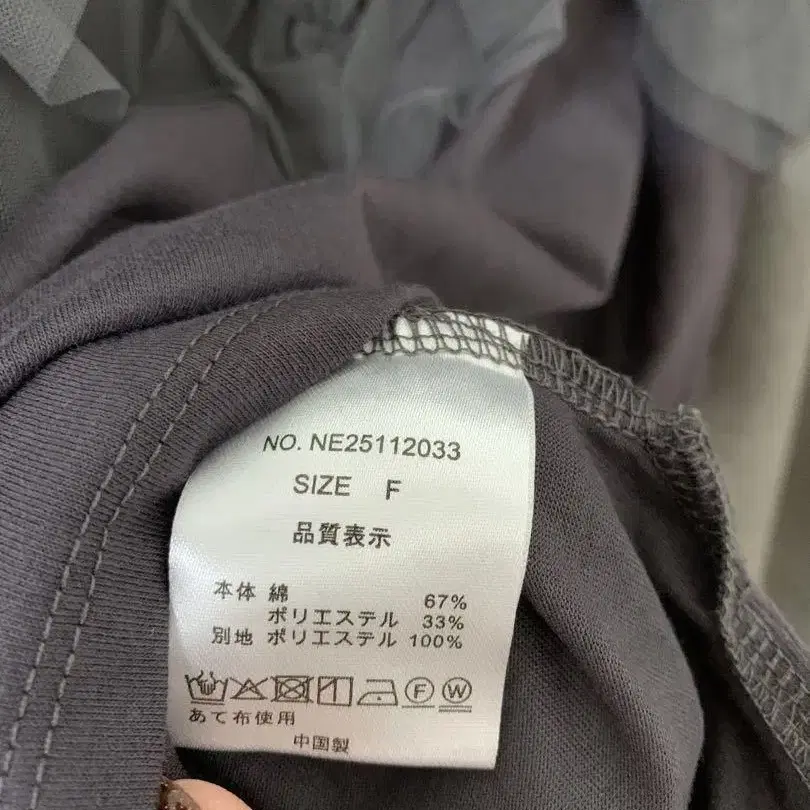 NO. NE25112033
SIZE F
品質表示
本体 綿 67%
ポリエステル 33%
別地 ポリエステル 100%
F W
あて布使用
中国製